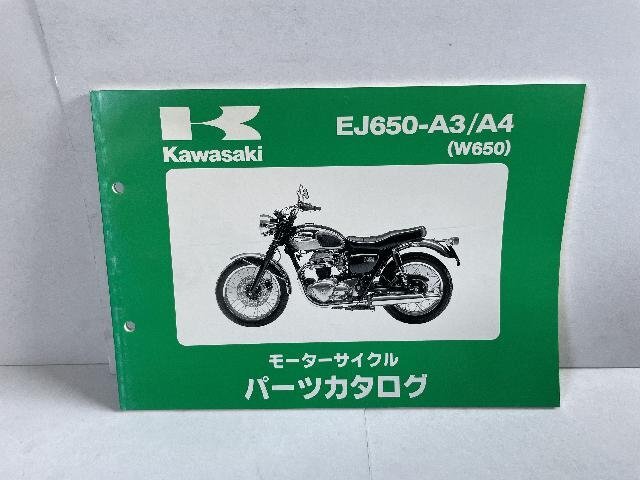 Kawasaki
EJ650-A3/A4
(W650)
モーターサイクル
パーツカタログ